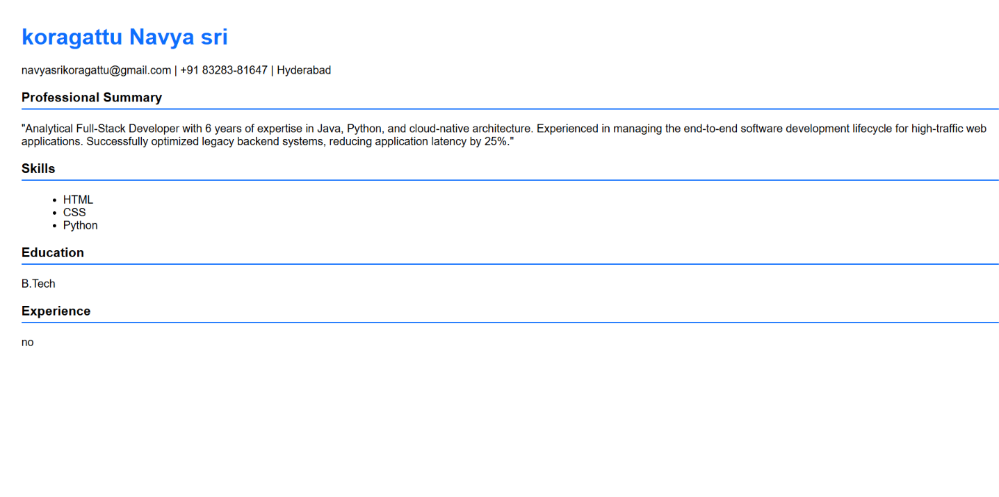 koragattu Navya sri
navyasrikoragattu@gmail.com | +91 83283-81647 | Hyderabad
Professional Summary
"Analytical Full-Stack Developer with 6 years of expertise in Java, Python, and cloud-native architecture. Experienced in managing the end-to-end software development lifecycle for high-traffic web
applications. Successfully optimized legacy backend systems, reducing application latency by 25%."
Skills
• HTML
• CSS
• Python
Education
B.Tech
Experience
no